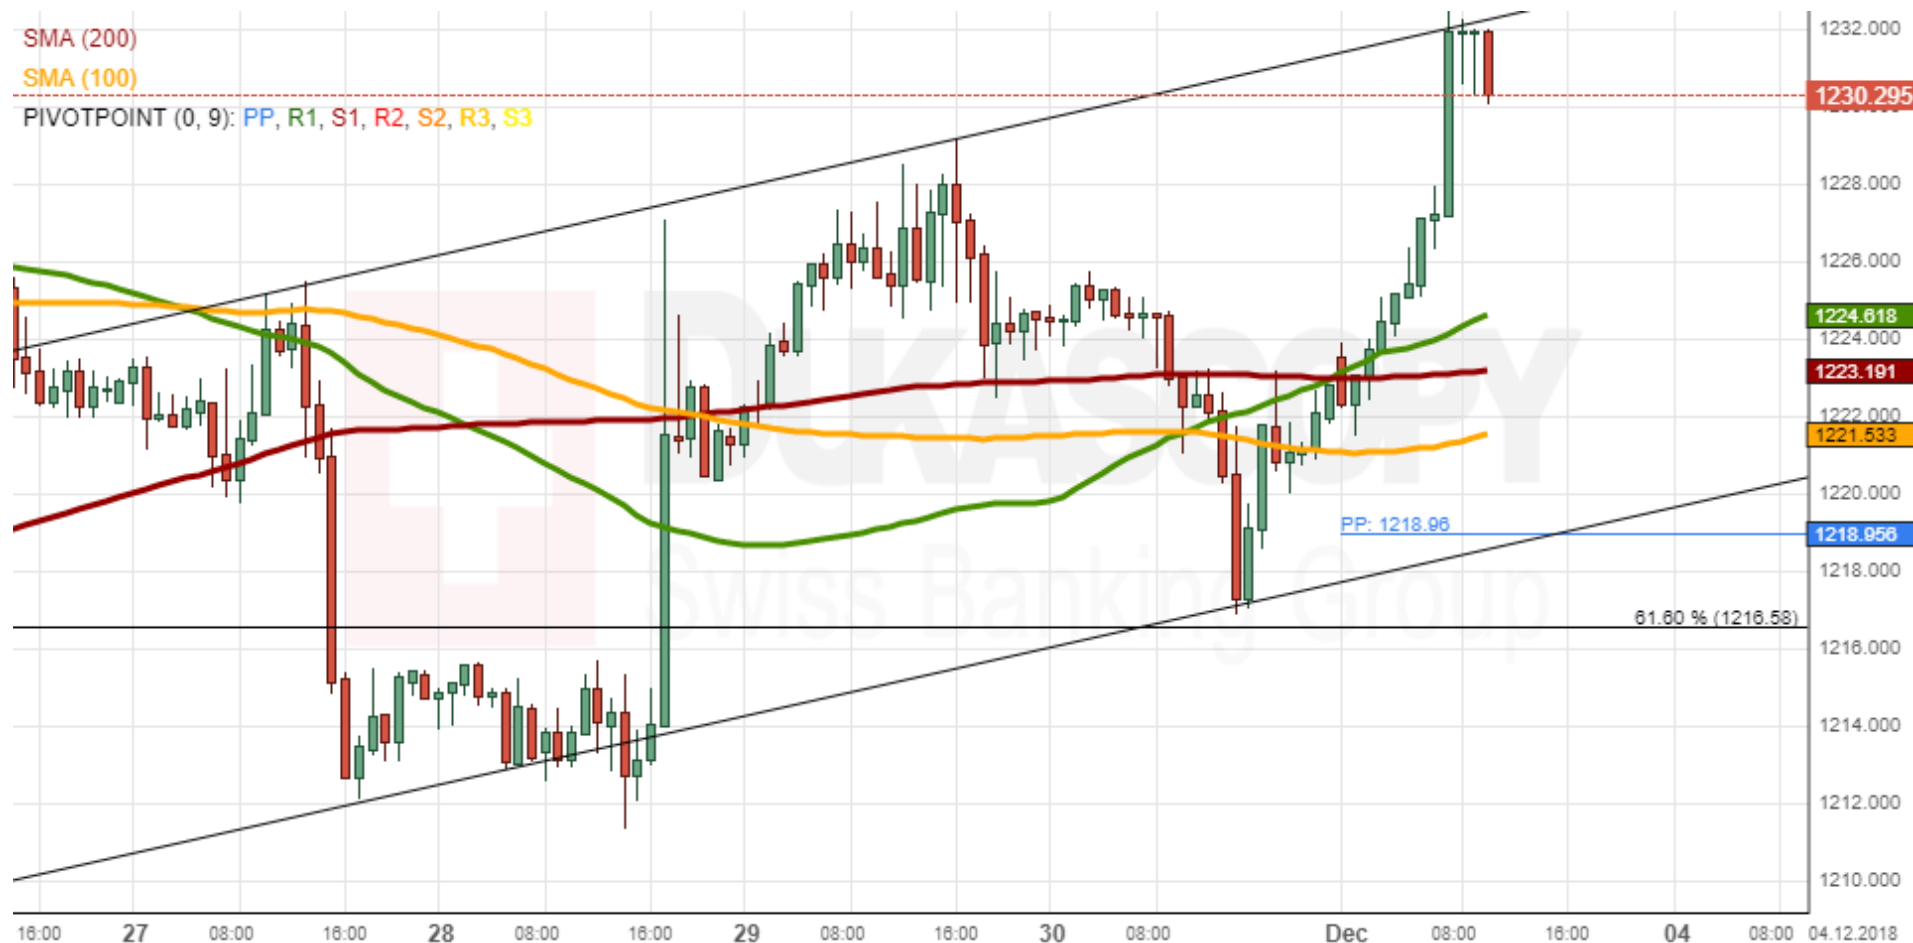 SMA (200)
SMA (100)
PIVOTPOINT (0, 9): PP, R1, S1, R2, S2, R3, S3
DUKASCOPY
Swiss Banking Group
PP: 1218.96
61.60 % (1216.58)
1232.000
1230.295
1228.000
1226.000
1224.618
1224.000
1223.191
1222.000
1221.533
1220.000
1218.956
1218.000
1216.000
1214.000
1212.000
1210.000
16:00 27 08:00 16:00 28 08:00 16:00 29 08:00 16:00 30 08:00 Dec 08:00 16:00 04 08:00 04.12.2018